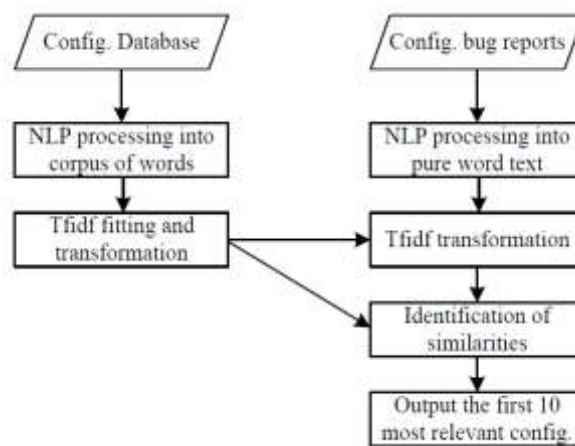 Config. Database
NLP processing into
corpus of words
Tfidf fitting and
transformation
Config. bug reports
NLP processing into
pure word text
Tfidf transformation
Identification of
similarities
Output the first 10
most relevant config.